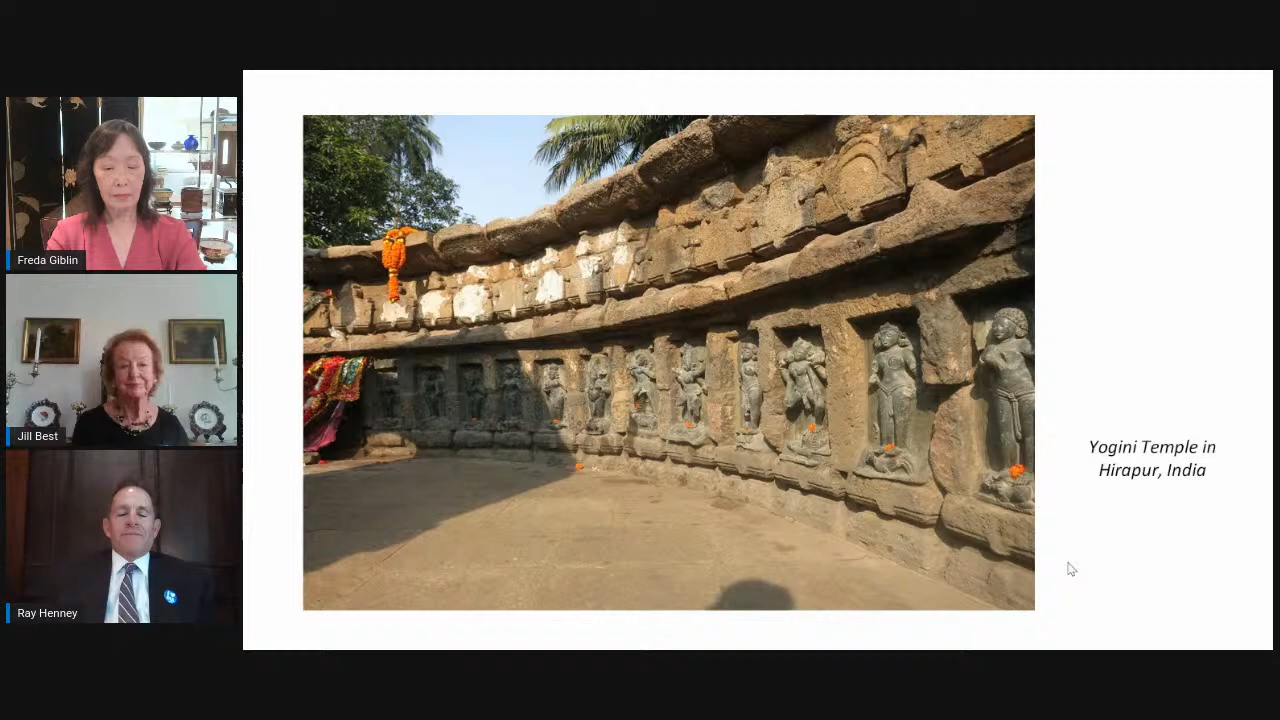 Freda Giblin
Jill Best
Ray Henney
Yogini Temple in
Hirapur, India